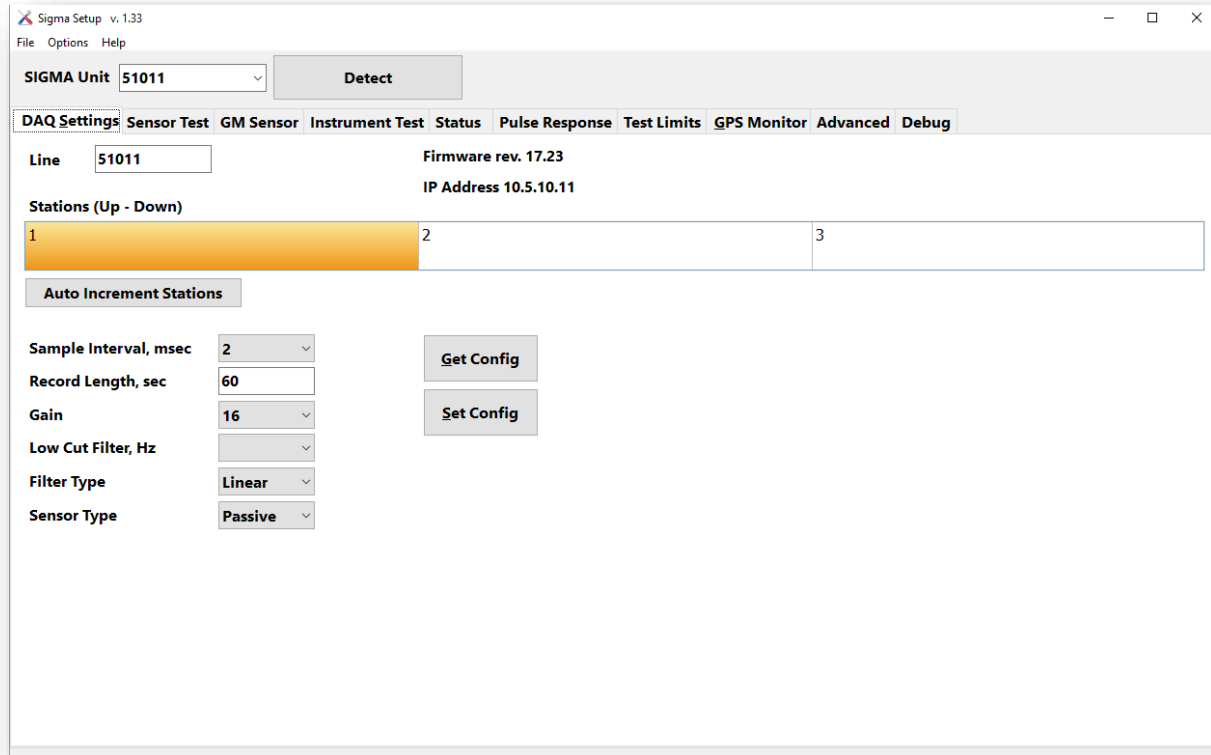 Sigma Setup v. 1.33
File Options Help
SIGMA Unit 51011 Detect
DAQ Settings Sensor Test GM Sensor Instrument Test Status Pulse Response Test Limits GPS Monitor Advanced Debug
Line 51011 Firmware rev. 17.23
IP Address 10.5.10.11
Stations (Up - Down)
1 2 3
Auto Increment Stations
Sample Interval, msec 2 Get Config
Record Length, sec 60
Gain 16 Set Config
Low Cut Filter, Hz
Filter Type Linear
Sensor Type Passive